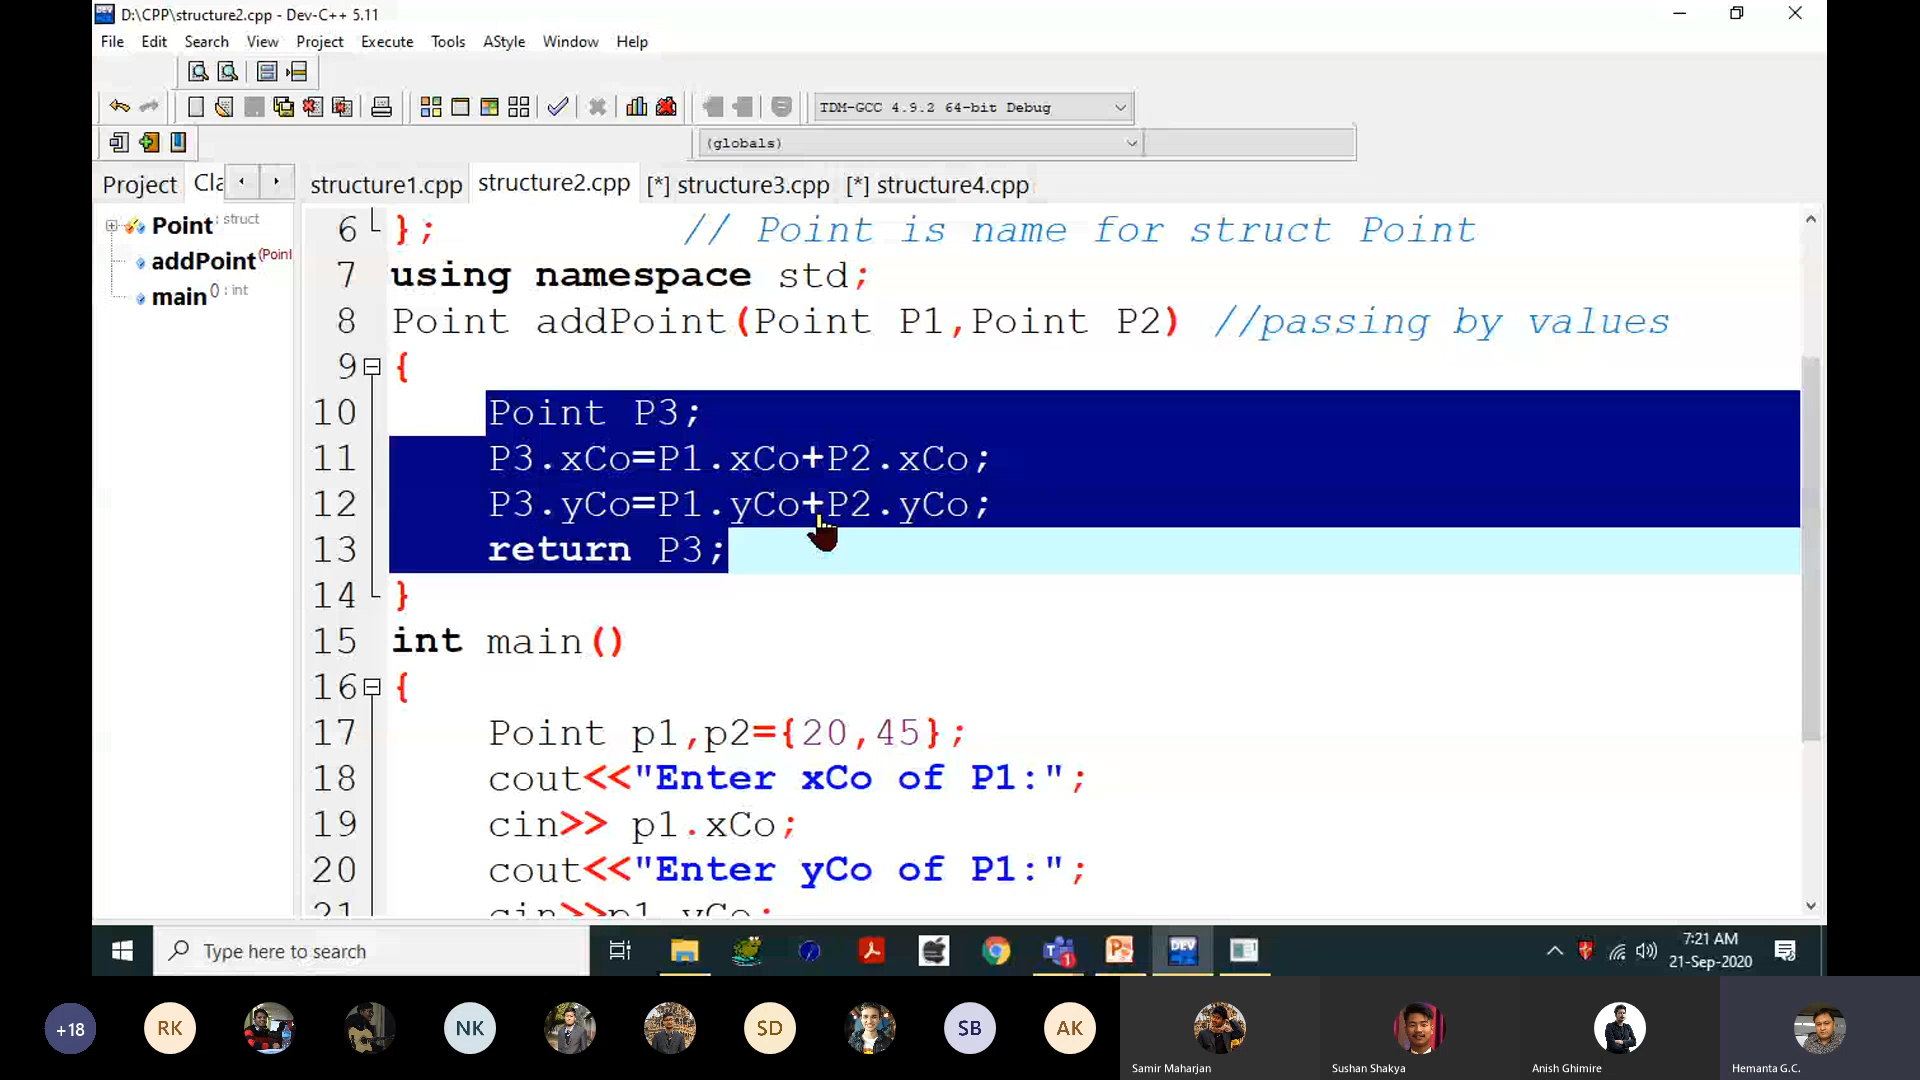 D:\CPP\structure2.cpp - Dev-C++ 5.11
File Edit Search View Project Execute Tools AStyle Window Help
TDM-GCC 4.9.2 64-bit Debug
(globals)
Project structure1.cpp structure2.cpp [*] structure3.cpp [*] structure4.cpp
Point : struct
addPoint (Point
main () : int
6 }; // Point is name for struct Point
7 using namespace std;
8 Point addPoint(Point P1,Point P2) //passing by values
9 {
10 Point P3;
11 P3.xCo=P1.xCo+P2.xCo;
12 P3.yCo=P1.yCo+P2.yCo;
13 return P3;
14 }
15 int main()
16 {
17 Point p1,p2={20,45};
18 cout<<"Enter xCo of P1:";
19 cin>> p1.xCo;
20 cout<<"Enter yCo of P1:";
21 cin>>p1.yCo;
Type here to search
DEV
7:21 AM
21-Sep-2020
+18 RK NK SD SB AK
Samir Maharjan Sushan Shakya Anish Ghimire Hemanta G.C.